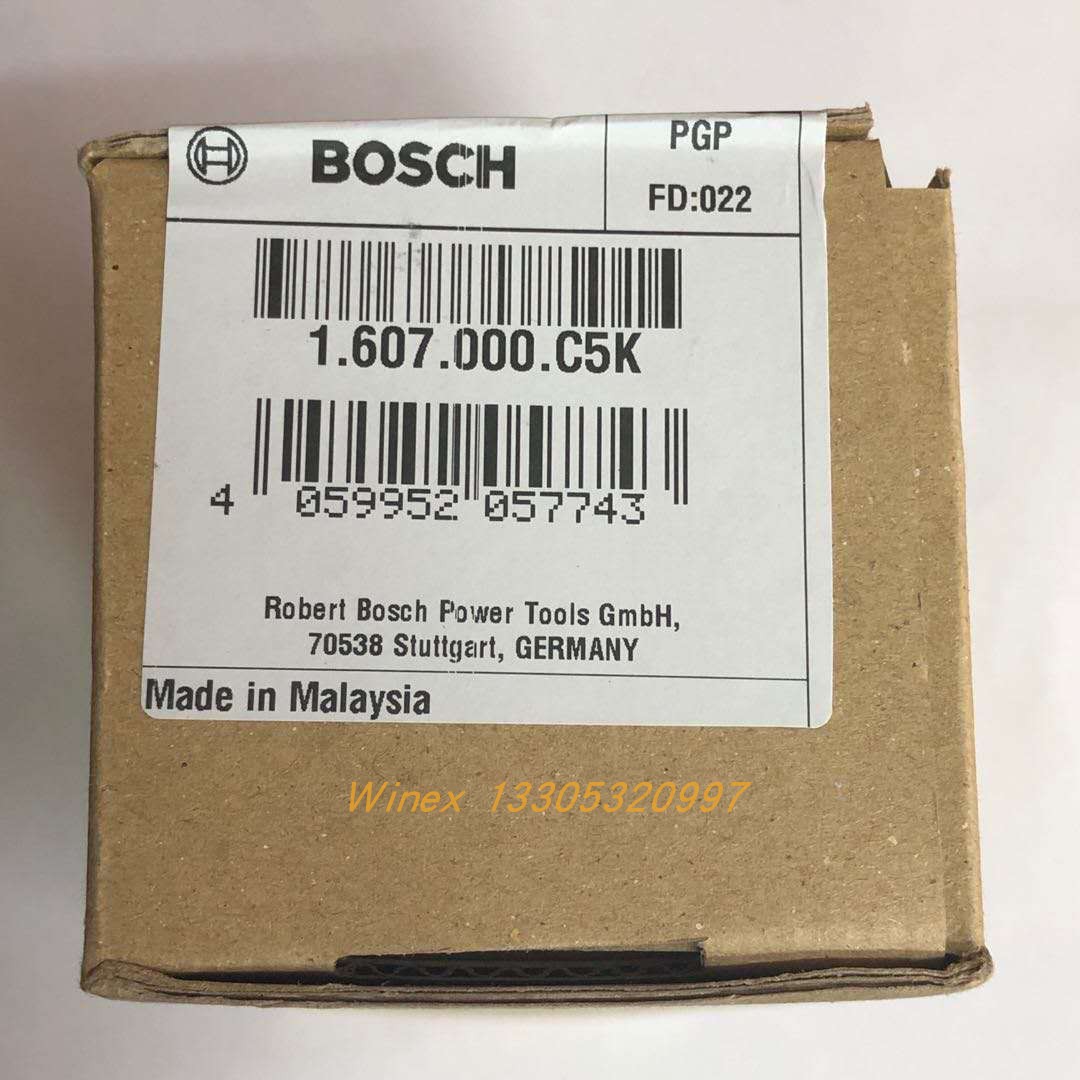 BOSCH
PGP
FD:022
1.607.000.C5K
4 059952 057743
Robert Bosch Power Tools GmbH,
70538 Stuttgart, GERMANY
Made in Malaysia
Winex 13305320997